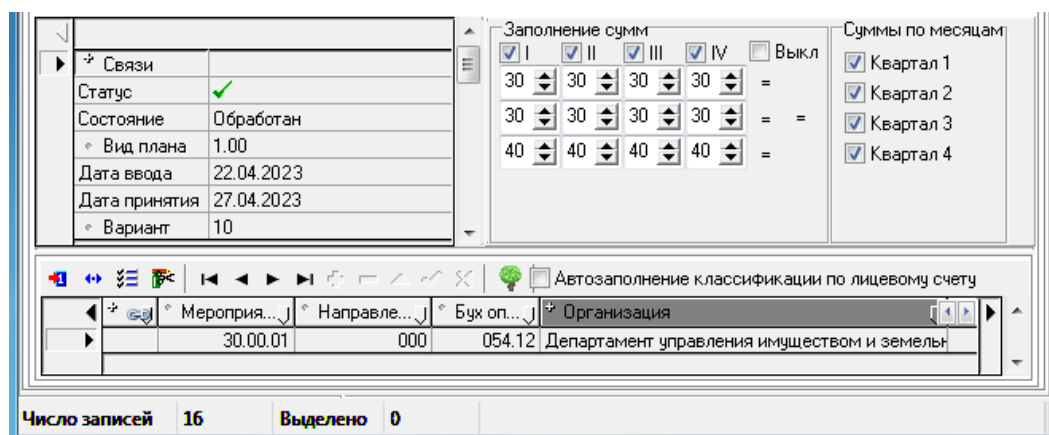 Заполнение сумм
Суммы по месяцам
I II III IV Выкл
Связи
Статус
Состояние Обработан
Вид плана 1.00
Дата ввода 22.04.2023
Дата принятия 27.04.2023
Вариант 10
30 30 30 30 =
30 30 30 30 = =
40 40 40 40 =
Квартал 1
Квартал 2
Квартал 3
Квартал 4
Автозаполнение классификации по лицевому счету
Мероприя... Направле... Бух оп... Организация
30.00.01 000 054.12 Департамент управления имуществом и земельн
Число записей 16 Выделено 0